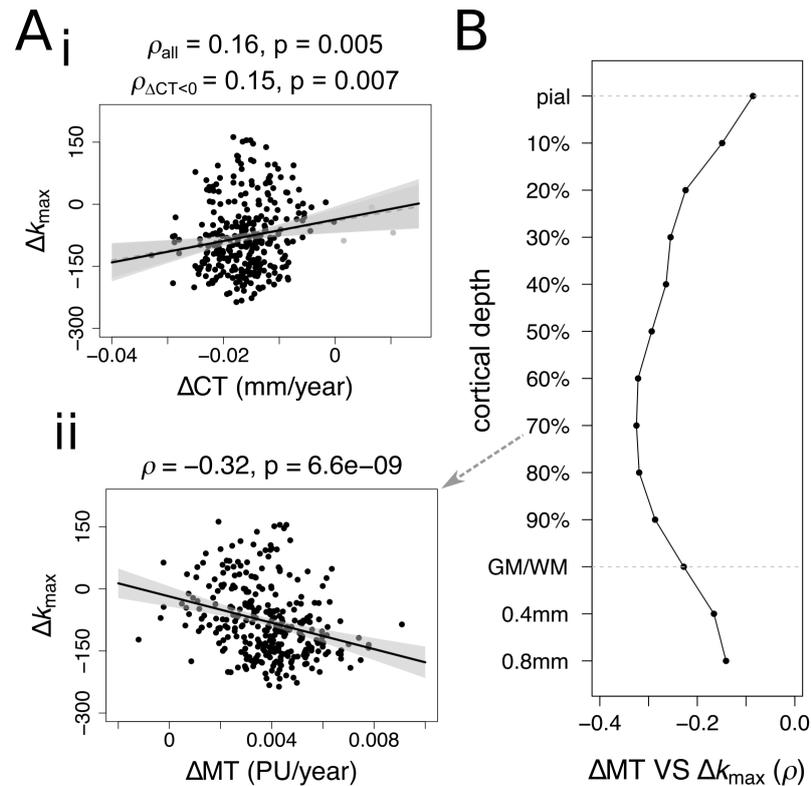 A i
ρall = 0.16, p = 0.005
ρΔCT<0 = 0.15, p = 0.007
150
0
−150
−300
Δkmax
−0.04
−0.02
0
ΔCT (mm/year)
ii
ρ = −0.32, p = 6.6e−09
150
0
−150
−300
Δkmax
0
0.004
0.008
ΔMT (PU/year)
B
cortical depth
pial
10%
20%
30%
40%
50%
60%
70%
80%
90%
GM/WM
0.4mm
0.8mm
−0.4
−0.2
0.0
ΔMT VS Δkmax (ρ)